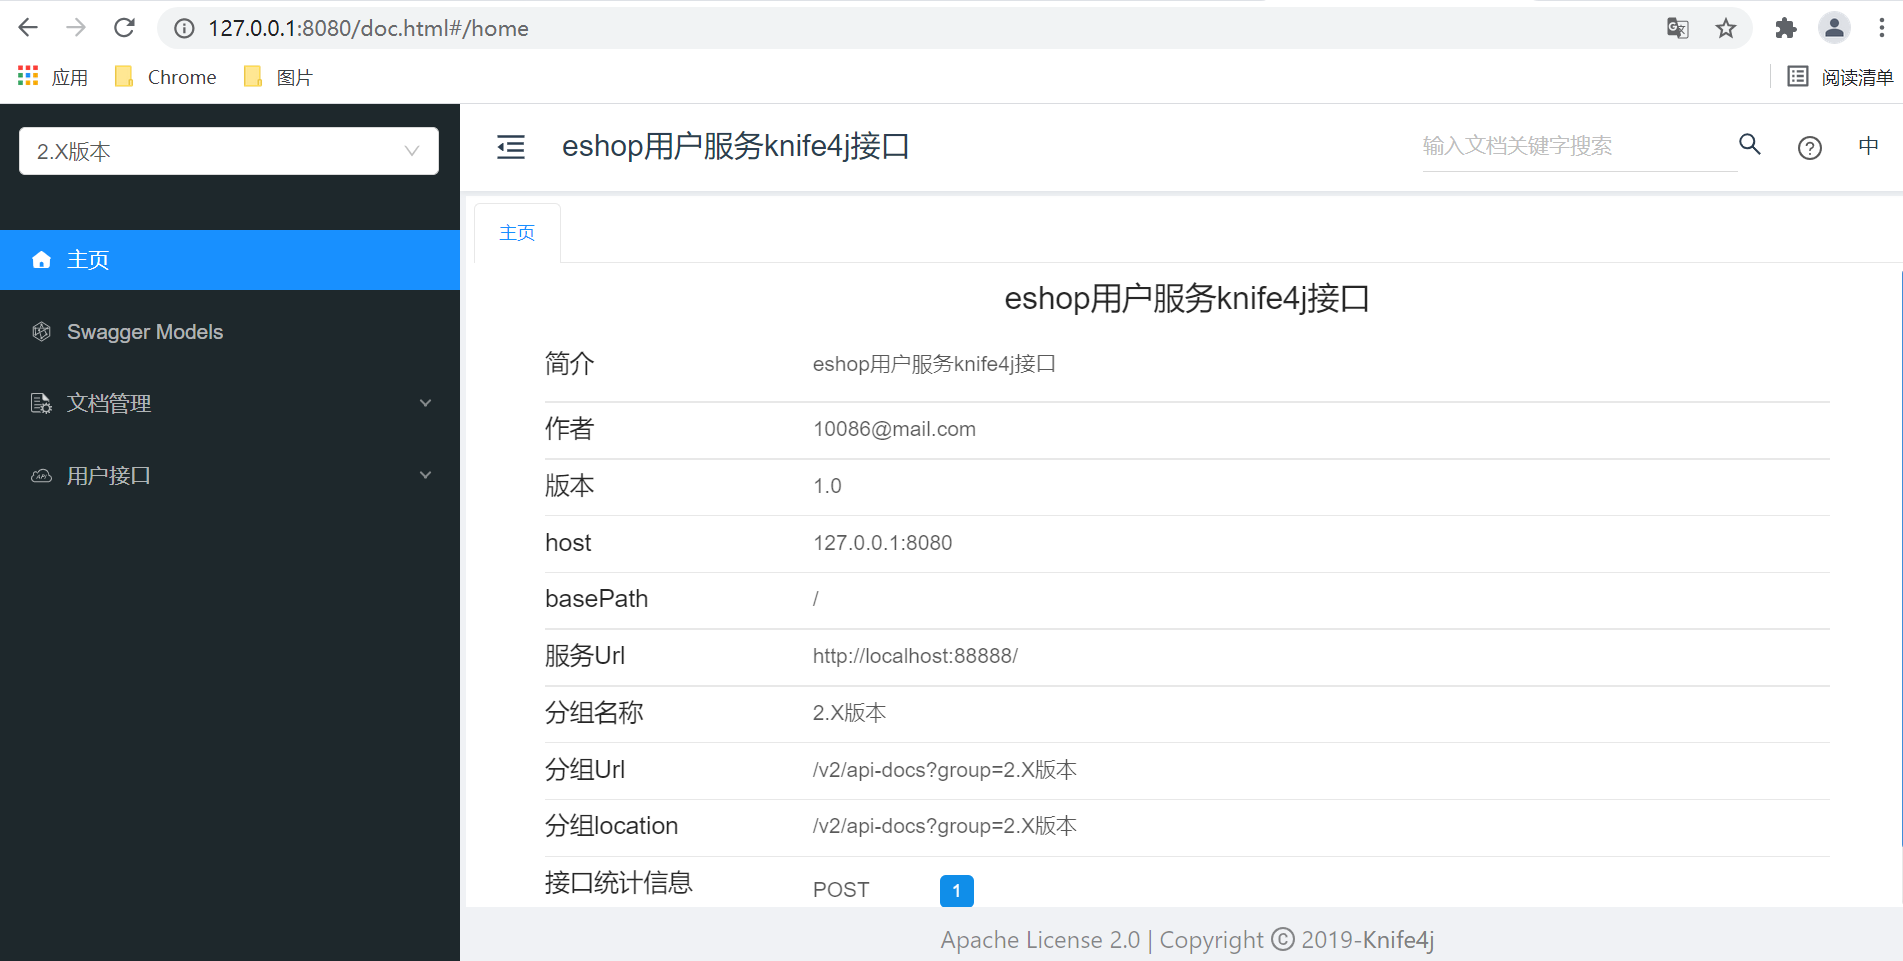 127.0.0.1:8080/doc.html#/home
应用 Chrome 图片 阅读清单
2.X版本
eshop用户服务knife4j接口
输入文档关键字搜索
中
主页
Swagger Models
文档管理
用户接口
主页
eshop用户服务knife4j接口
简介 eshop用户服务knife4j接口
作者 10086@mail.com
版本 1.0
host 127.0.0.1:8080
basePath /
服务Url http://localhost:88888/
分组名称 2.X版本
分组Url /v2/api-docs?group=2.X版本
分组location /v2/api-docs?group=2.X版本
接口统计信息 POST 1
Apache License 2.0 | Copyright © 2019-Knife4j